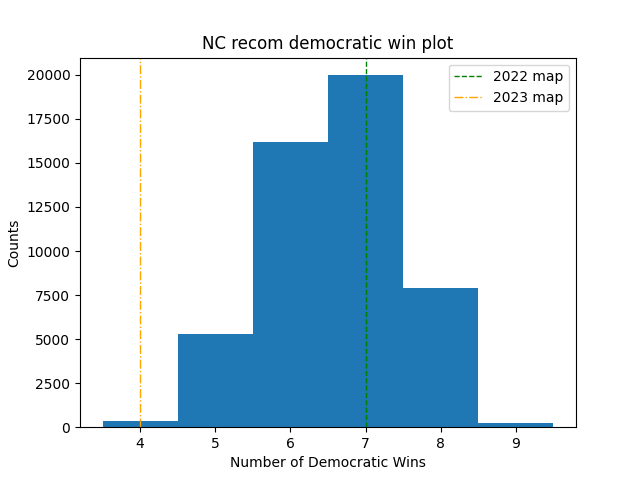 NC recom democratic win plot
2022 map
2023 map
Counts
20000
17500
15000
12500
10000
7500
5000
2500
0
4 5 6 7 8 9
Number of Democratic Wins